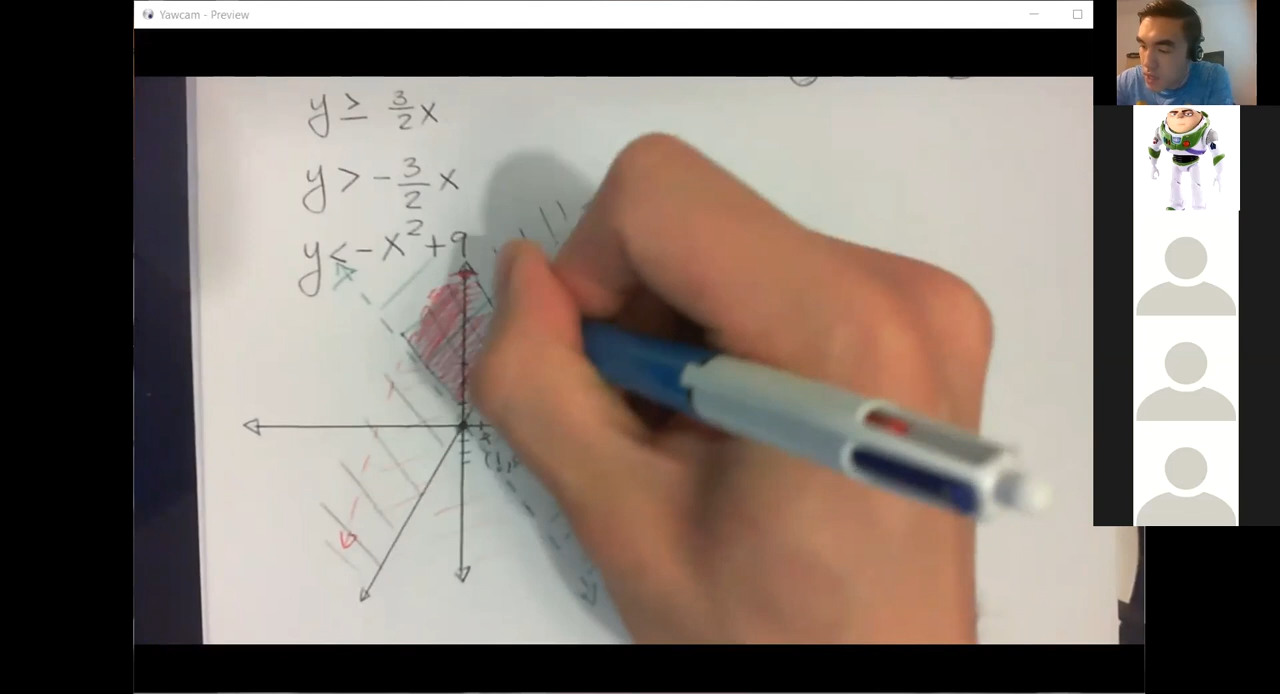 Yawcam - Preview
y ≥ 3/2 x
y > - 3/2 x
y < - x² + 9